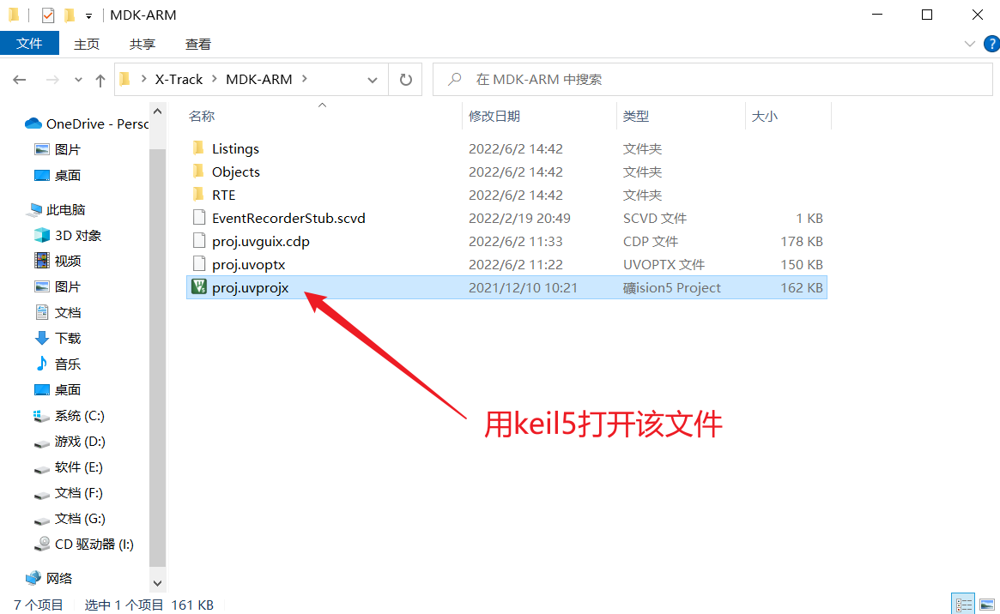 MDK-ARM
文件 主页 共享 查看
X-Track MDK-ARM 在 MDK-ARM 中搜索
名称 修改日期 类型 大小
OneDrive - Persc
图片
桌面
此电脑
3D 对象
视频
图片
文档
下载
音乐
桌面
系统 (C:)
游戏 (D:)
软件 (E:)
文档 (F:)
文档 (G:)
CD 驱动器 (I:)
网络
Listings 2022/6/2 14:42 文件夹
Objects 2022/6/2 14:42 文件夹
RTE 2022/6/2 14:42 文件夹
EventRecorderStub.scvd 2022/2/19 20:49 SCVD 文件 1 KB
proj.uvguix.cdp 2022/6/2 11:33 CDP 文件 178 KB
proj.uvoptx 2022/6/2 11:22 UVOPTX 文件 150 KB
proj.uvprojx 2021/12/10 10:21 礦ision5 Project 162 KB
用keil5打开该文件
7 个项目 选中 1 个项目 161 KB